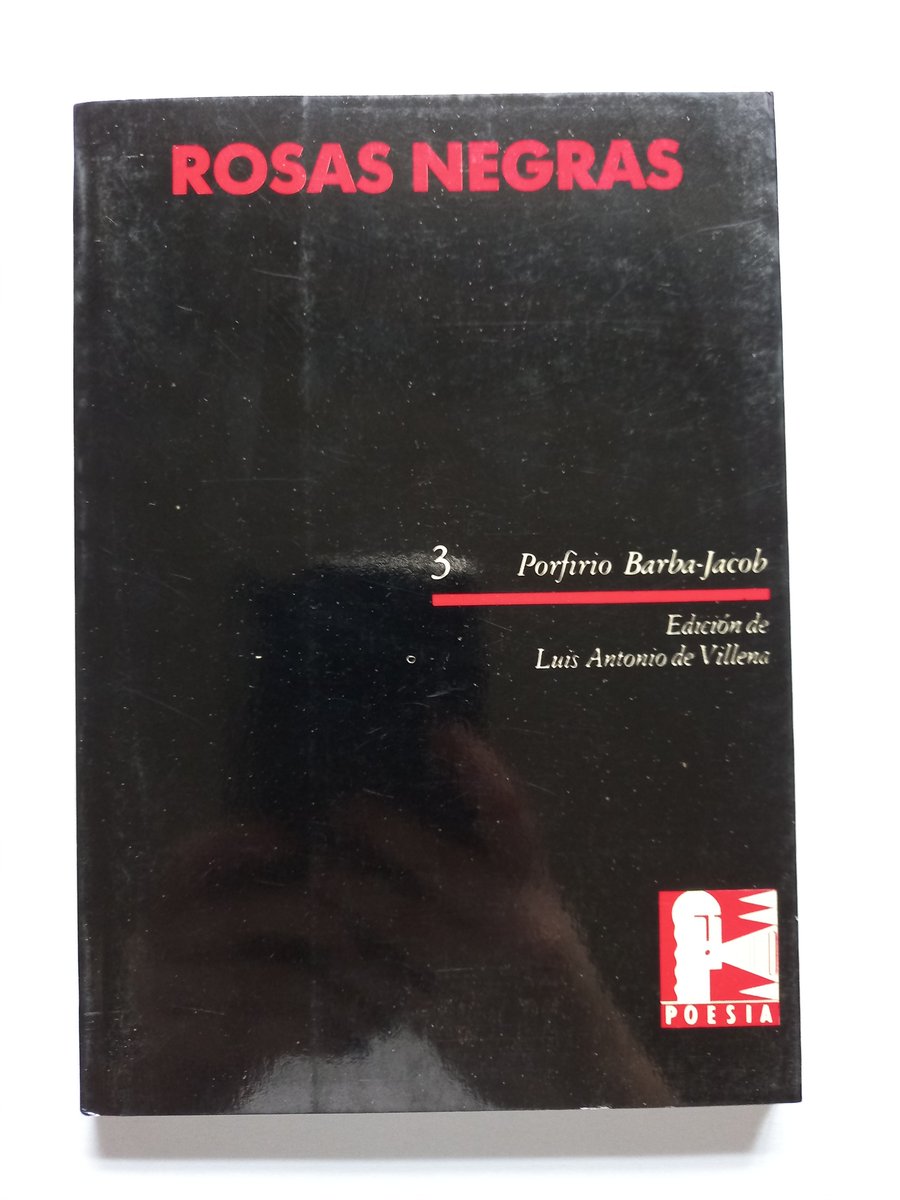 ROSAS NEGRAS
3 Porfirio Barba-Jacob
Edición de
Luis Antonio de Villena
POESIA